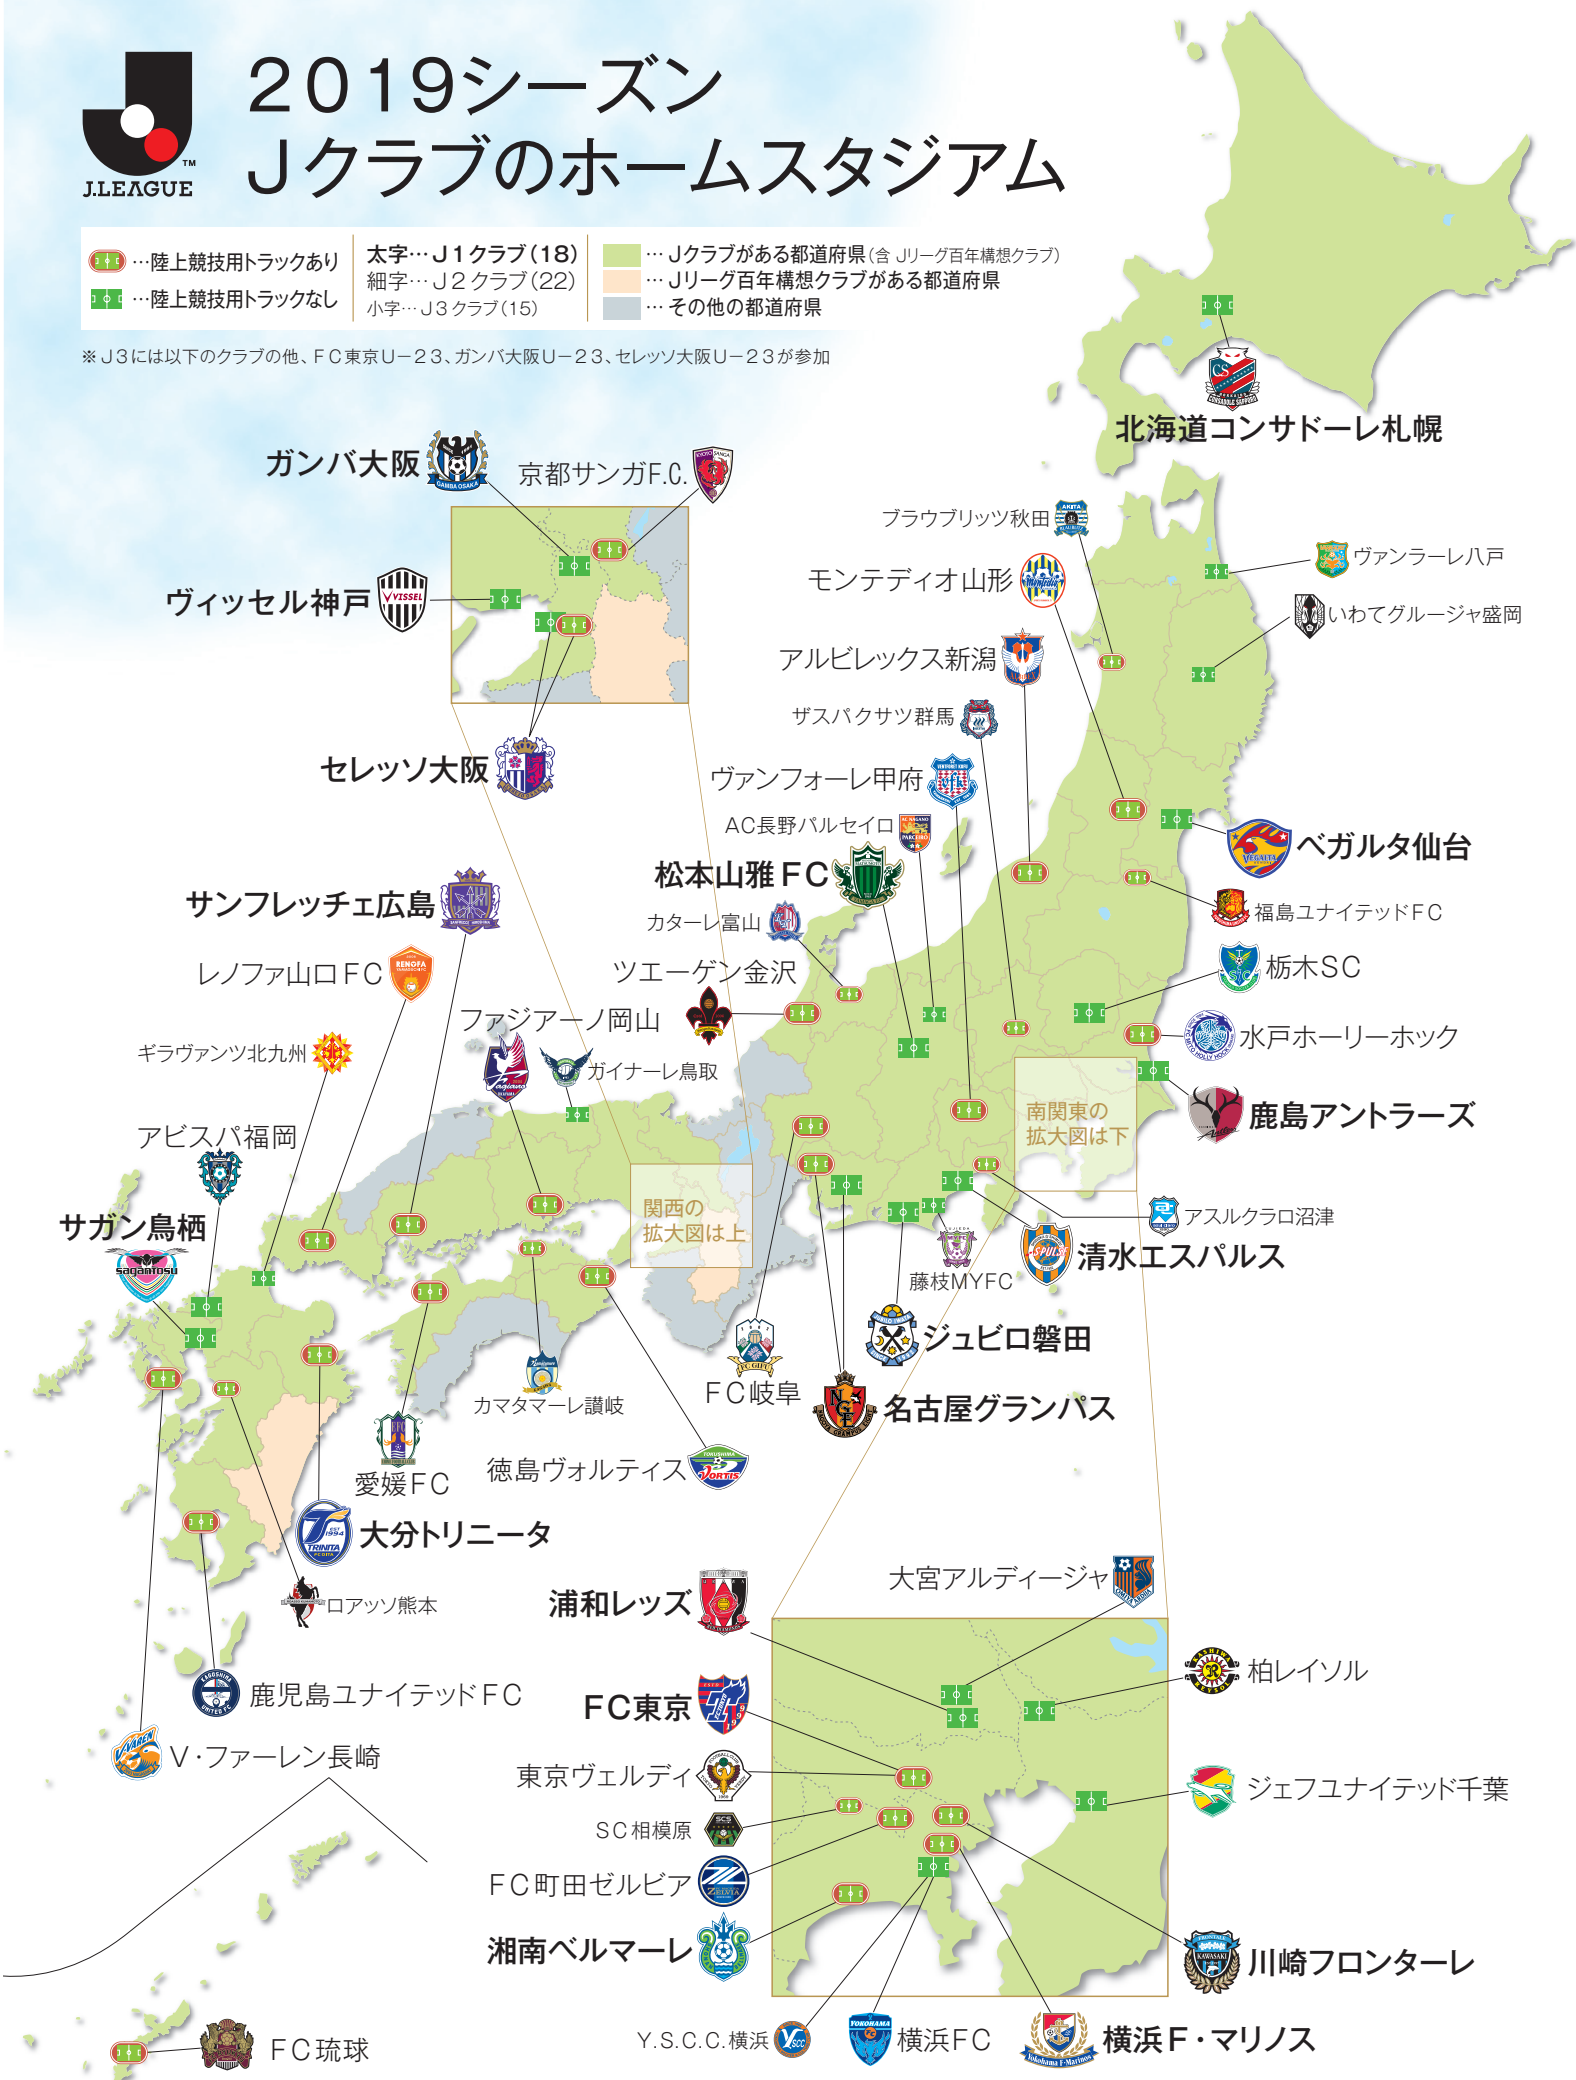 J.LEAGUE
TM
2019シーズン
Jクラブのホームスタジアム
…陸上競技用トラックあり
…陸上競技用トラックなし
太字…J1クラブ(18)
細字…J2クラブ(22)
小字…J3クラブ(15)
…Jクラブがある都道府県(含 Jリーグ百年構想クラブ)
…Jリーグ百年構想クラブがある都道府県
…その他の都道府県
※J3には以下のクラブの他、FC東京U-23、ガンバ大阪U-23、セレッソ大阪U-23が参加
北海道コンサドーレ札幌
ガンバ大阪
GAMBA OSAKA
京都サンガF.C.
ブラウブリッツ秋田
ヴァンラーレ八戸
モンテディオ山形
ヴィッセル神戸
VISSEL
いわてグルージャ盛岡
アルビレックス新潟
ザスパクサツ群馬
セレッソ大阪
ヴァンフォーレ甲府
AC長野パルセイロ
ベガルタ仙台
VEGALTA
松本山雅FC
サンフレッチェ広島
カターレ富山
福島ユナイテッドFC
レノファ山口FC
RENOFA
ツエーゲン金沢
栃木SC
ファジアーノ岡山
水戸ホーリーホック
ギラヴァンツ北九州
ガイナーレ鳥取
南関東の
拡大図は下
鹿島アントラーズ
アビスパ福岡
関西の
拡大図は上
サガン鳥栖
sagantosu
アスルクラロ沼津
清水エスパルス
S-PULSE
藤枝MYFC
ジュビロ磐田
FC岐阜
FC GIFU
名古屋グランパス
カマタマーレ讃岐
徳島ヴォルティス
TOKUSHIMA
VORTIS
愛媛FC
大分トリニータ
EST
1994
TRINITA
ロアッソ熊本
大宮アルディージャ
浦和レッズ
鹿児島ユナイテッドFC
KAGOSHIMA
UNITED FC
柏レイソル
KASHIWA
REYSOL
FC東京
V・ファーレン長崎
V-VAREN
東京ヴェルディ
ジェフユナイテッド千葉
SC相模原
SCS
FC町田ゼルビア
ZELVIA
湘南ベルマーレ
川崎フロンターレ
FRONTALE
KAWASAKI
Y.S.C.C.横浜
YSCC
YOKOHAMA
横浜FC
横浜F・マリノス
Yokohama F・Marinos
FC琉球